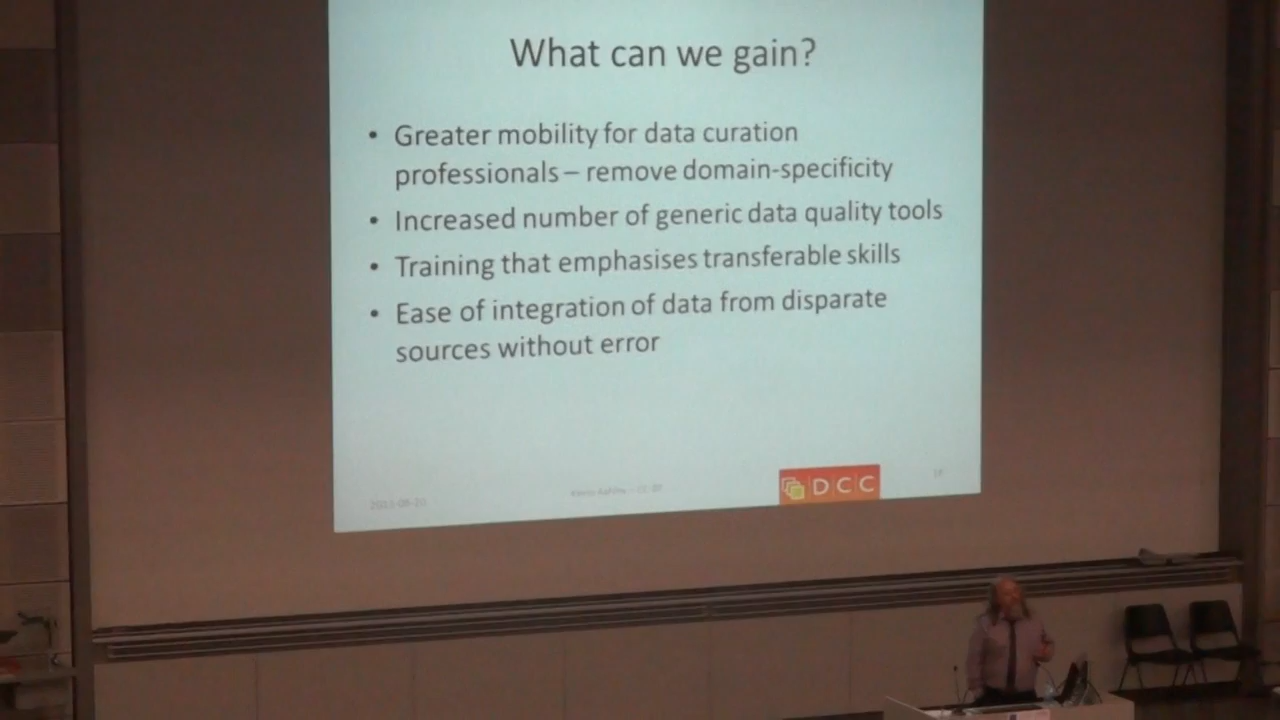 What can we gain?
• Greater mobility for data curation
professionals – remove domain-specificity
• Increased number of generic data quality tools
• Training that emphasises transferable skills
• Ease of integration of data from disparate
sources without error
DCC